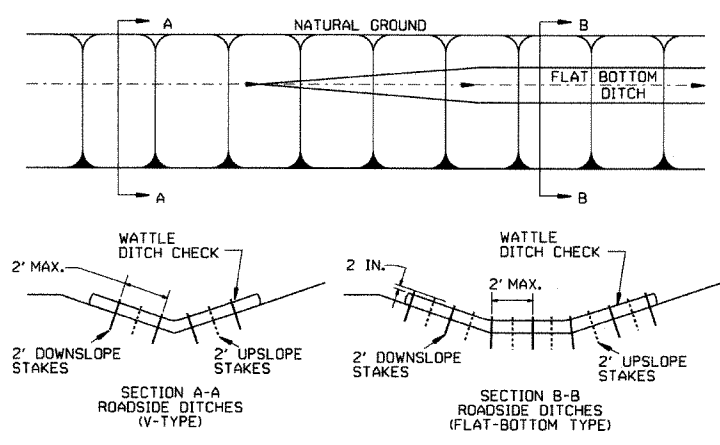 NATURAL GROUND
A
B
FLAT BOTTOM
DITCH
A
B
WATTLE
DITCH CHECK
2' MAX.
2' DOWNSLOPE
STAKES
2' UPSLOPE
STAKES
SECTION A-A
ROADSIDE DITCHES
(V-TYPE)
WATTLE
DITCH CHECK
2 IN.
2' MAX.
2' DOWNSLOPE
STAKES
2' UPSLOPE
STAKES
SECTION B-B
ROADSIDE DITCHES
(FLAT-BOTTOM TYPE)